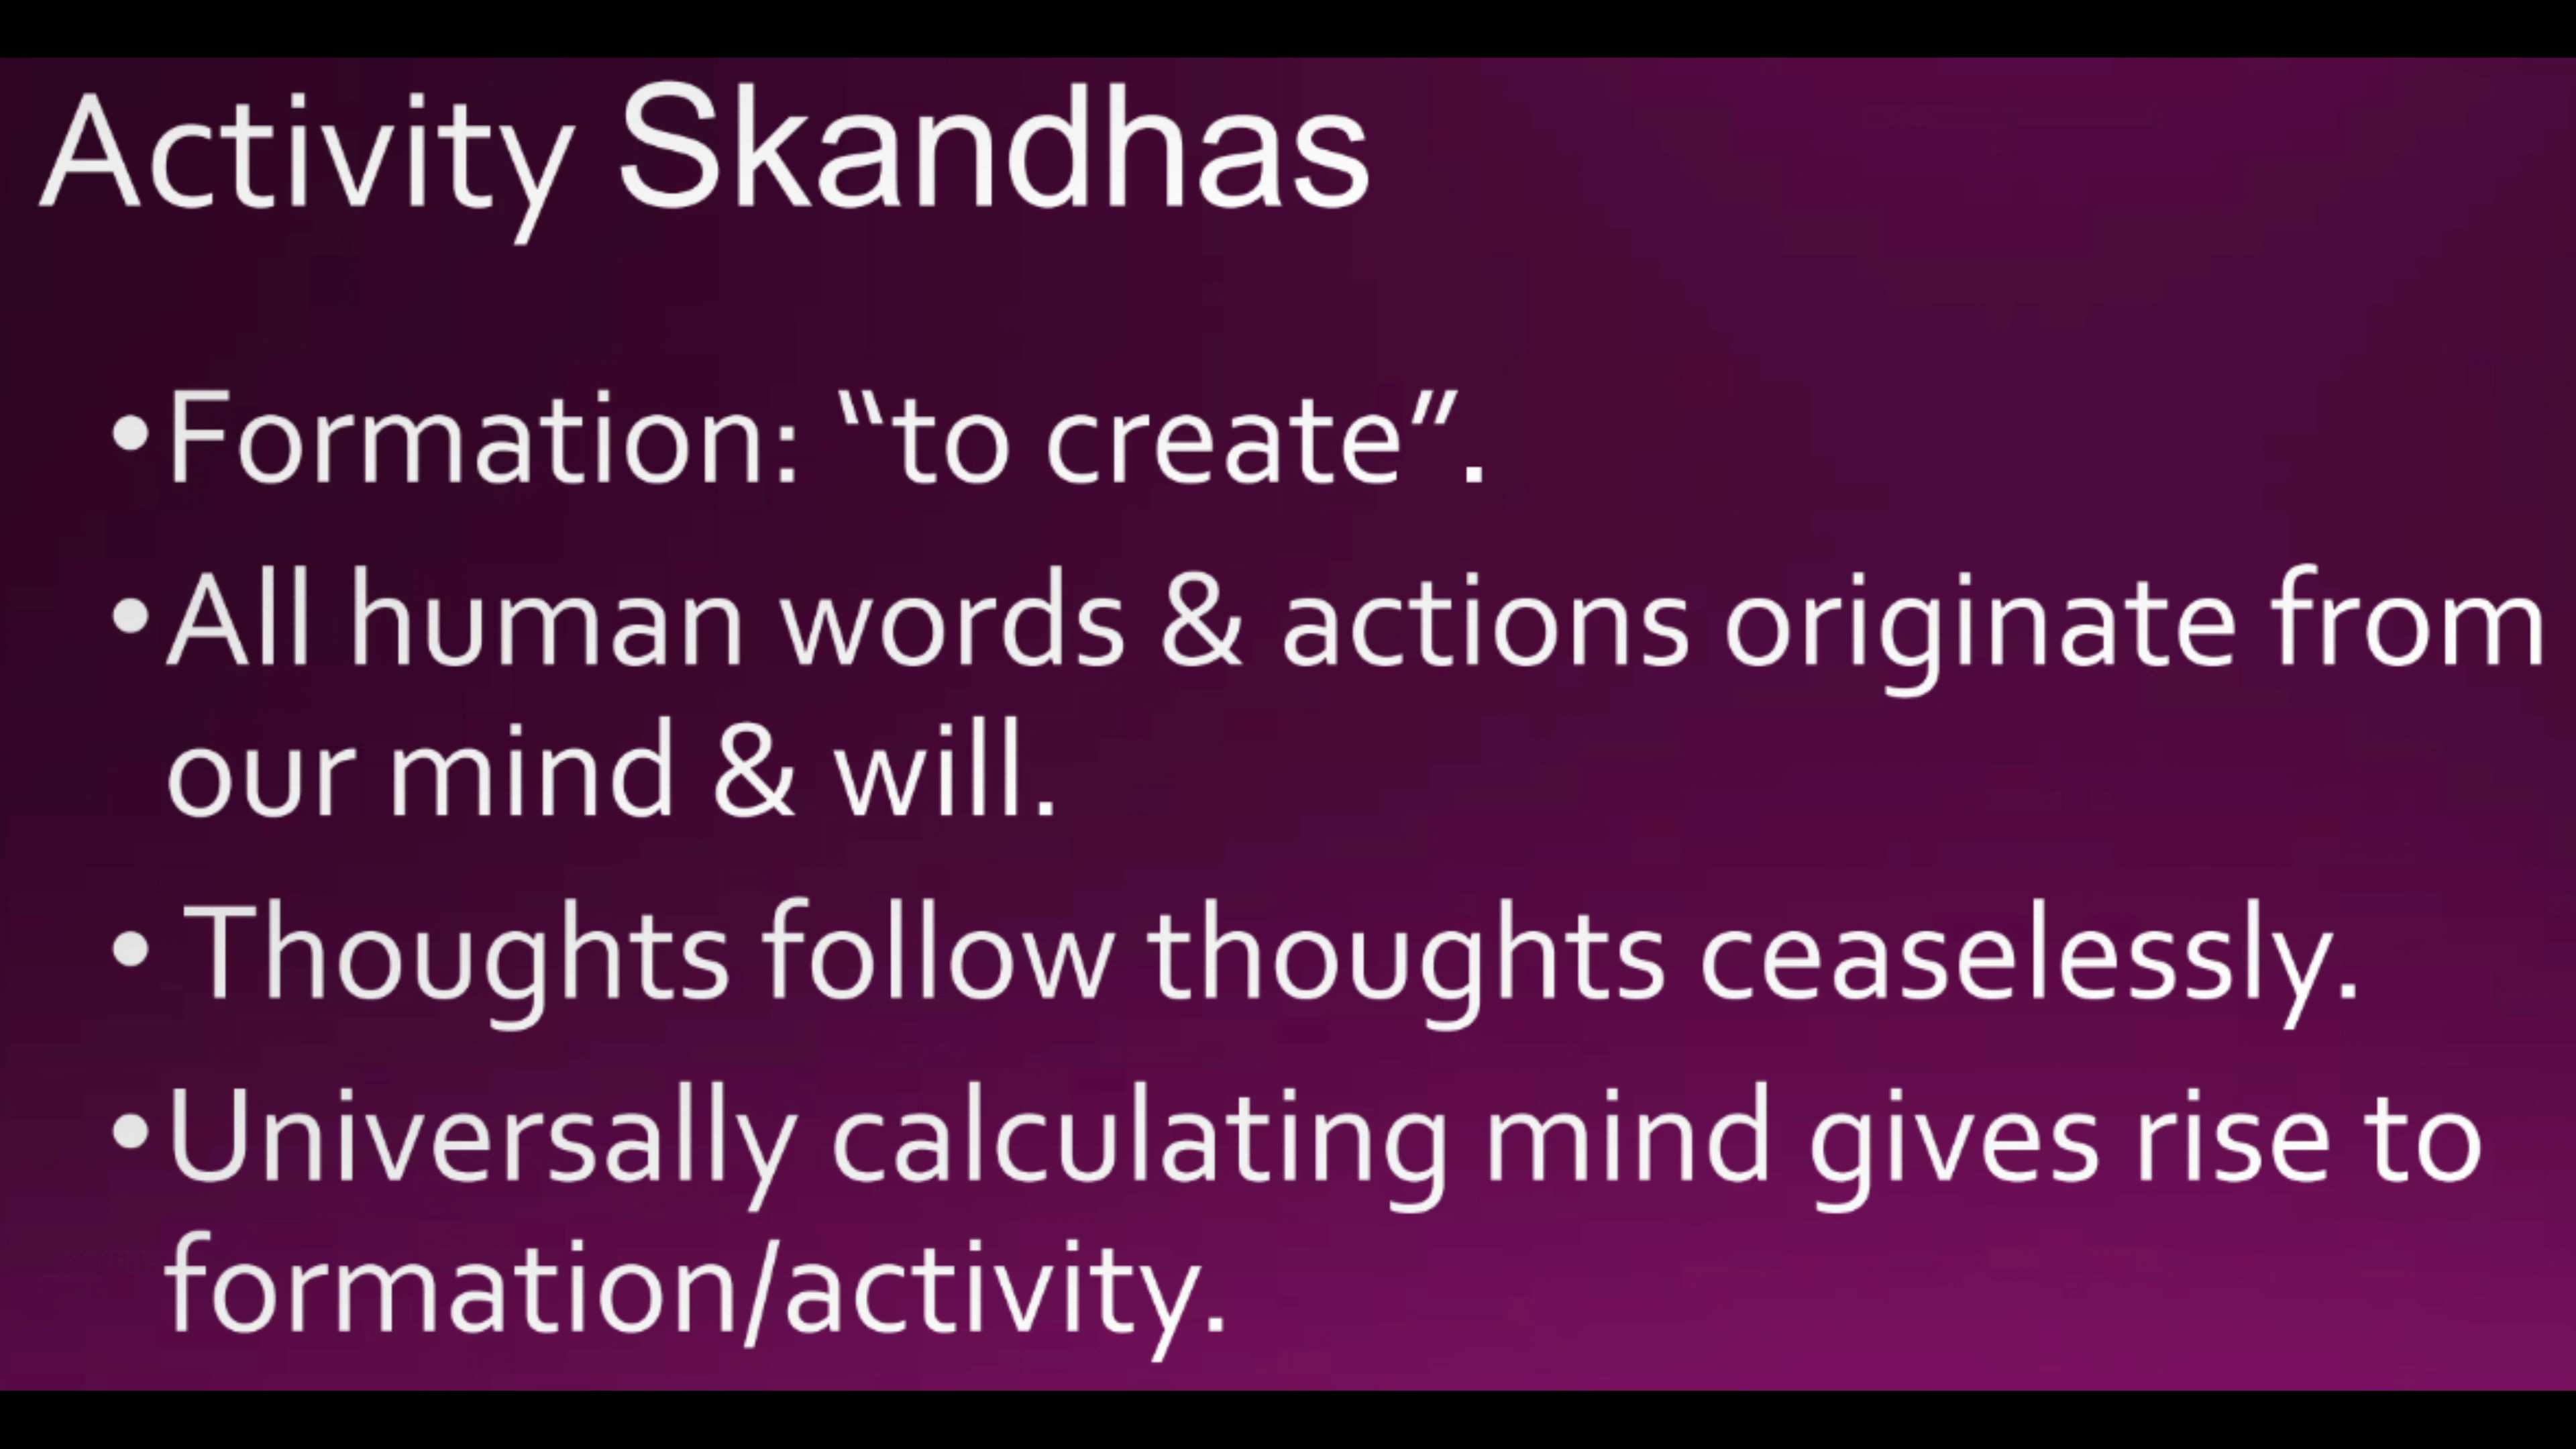 Activity Skandhas
•Formation: “to create”.
•All human words & actions originate from
our mind & will.
• Thoughts follow thoughts ceaselessly.
•Universally calculating mind gives rise to
formation/activity.